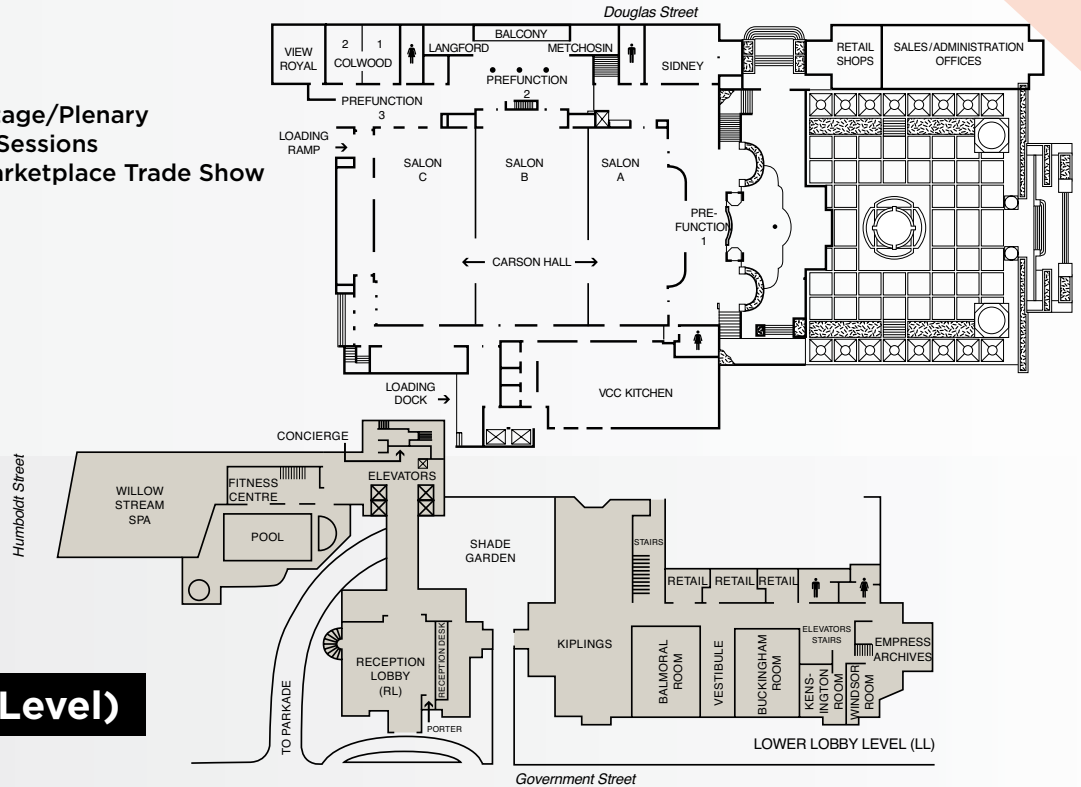 Douglas Street
BALCONY
VIEW
ROYAL
2 1
COLWOOD
LANGFORD
METCHOSIN
SIDNEY
RETAIL
SHOPS
SALES/ADMINISTRATION
OFFICES
PREFUNCTION
2
PREFUNCTION
3
tage/Plenary
Sessions
arketplace Trade Show
LOADING
RAMP
SALON
C
SALON
B
SALON
A
PRE-
FUNCTION
1
CARSON HALL
LOADING
DOCK
VCC KITCHEN
CONCIERGE
Humboldt Street
WILLOW
STREAM
SPA
FITNESS
CENTRE
ELEVATORS
POOL
SHADE
GARDEN
STAIRS
RETAIL
RETAIL
RETAIL
KIPLINGS
BALMORAL
ROOM
VESTIBULE
BUCKINGHAM
ROOM
ELEVATORS
STAIRS
EMPRESS
ARCHIVES
KENS-
INGTON
ROOM
WINDSOR
ROOM
RECEPTION
LOBBY
(RL)
RECEPTION DESK
Level)
TO PARKADE
PORTER
LOWER LOBBY LEVEL (LL)
Government Street